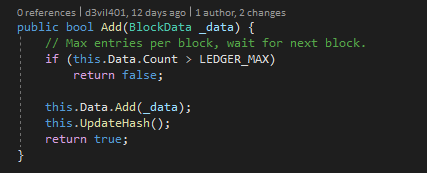 0 references | d3vil401, 12 days ago | 1 author, 2 changes
public bool Add(BlockData _data) {
    // Max entries per block, wait for next block.
    if (this.Data.Count > LEDGER_MAX)
        return false;

    this.Data.Add(_data);
    this.UpdateHash();
    return true;
}